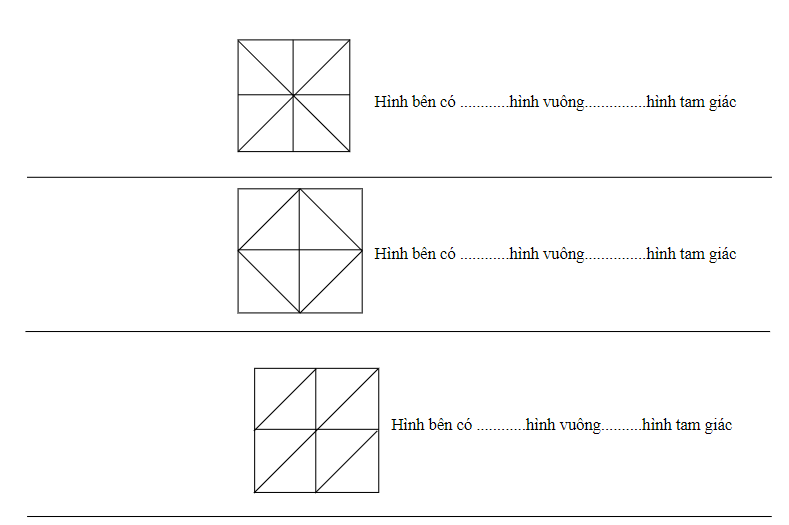 Hình bên có ............hình vuông...............hình tam giác
Hình bên có ............hình vuông...............hình tam giác
Hình bên có ............hình vuông..........hình tam giác